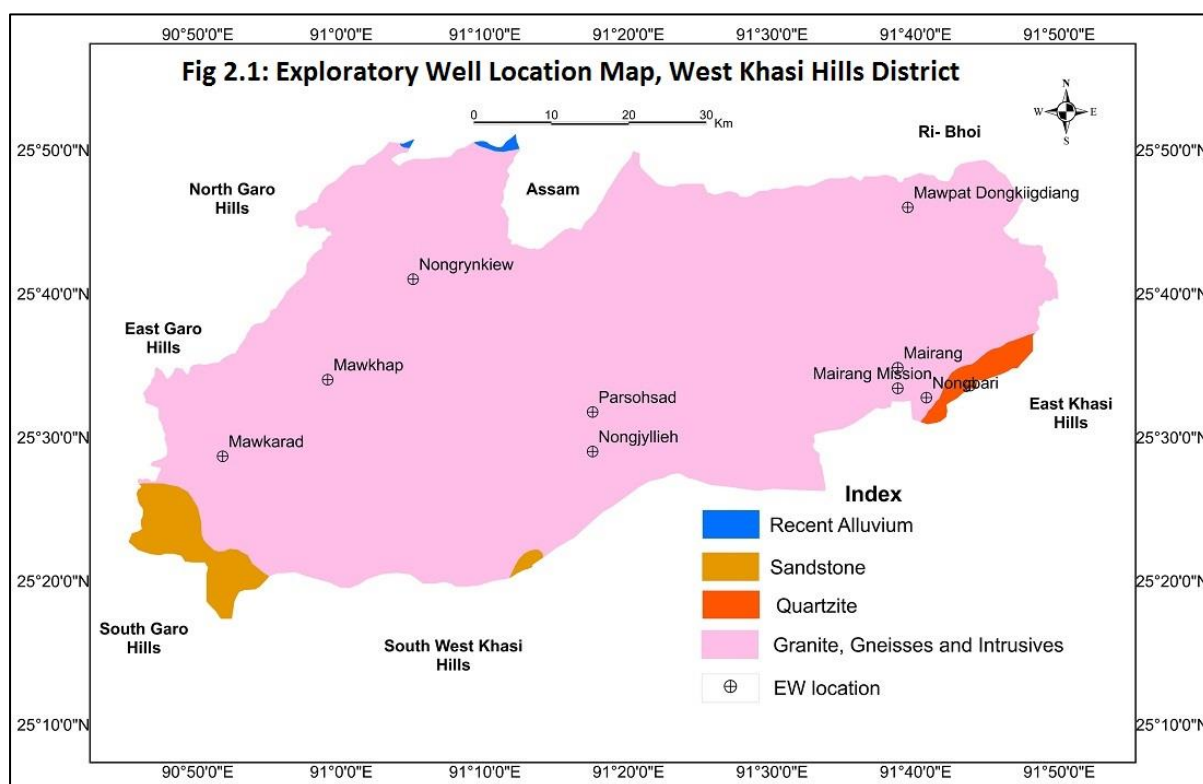 90°50'0"E 91°0'0"E 91°10'0"E 91°20'0"E 91°30'0"E 91°40'0"E 91°50'0"E
Fig 2.1: Exploratory Well Location Map, West Khasi Hills District
N
W E
S
0 10 20 30
Km
Ri- Bhoi
25°50'0"N 25°50'0"N
North Garo
Hills
Assam
Mawpat Dongkiigdiang
Nongrynkiew
25°40'0"N 25°40'0"N
East Garo
Hills
Mawkhap
Mairang
Mairang Mission
Nongbari
Parsohsad
East Khasi
Hills
25°30'0"N 25°30'0"N
Mawkarad
Nongjyllieh
Index
Recent Alluvium
Sandstone
25°20'0"N 25°20'0"N
Quartzite
South Garo
Hills
South West Khasi
Hills
Granite, Gneisses and Intrusives
EW location
25°10'0"N 25°10'0"N
90°50'0"E 91°0'0"E 91°10'0"E 91°20'0"E 91°30'0"E 91°40'0"E 91°50'0"E